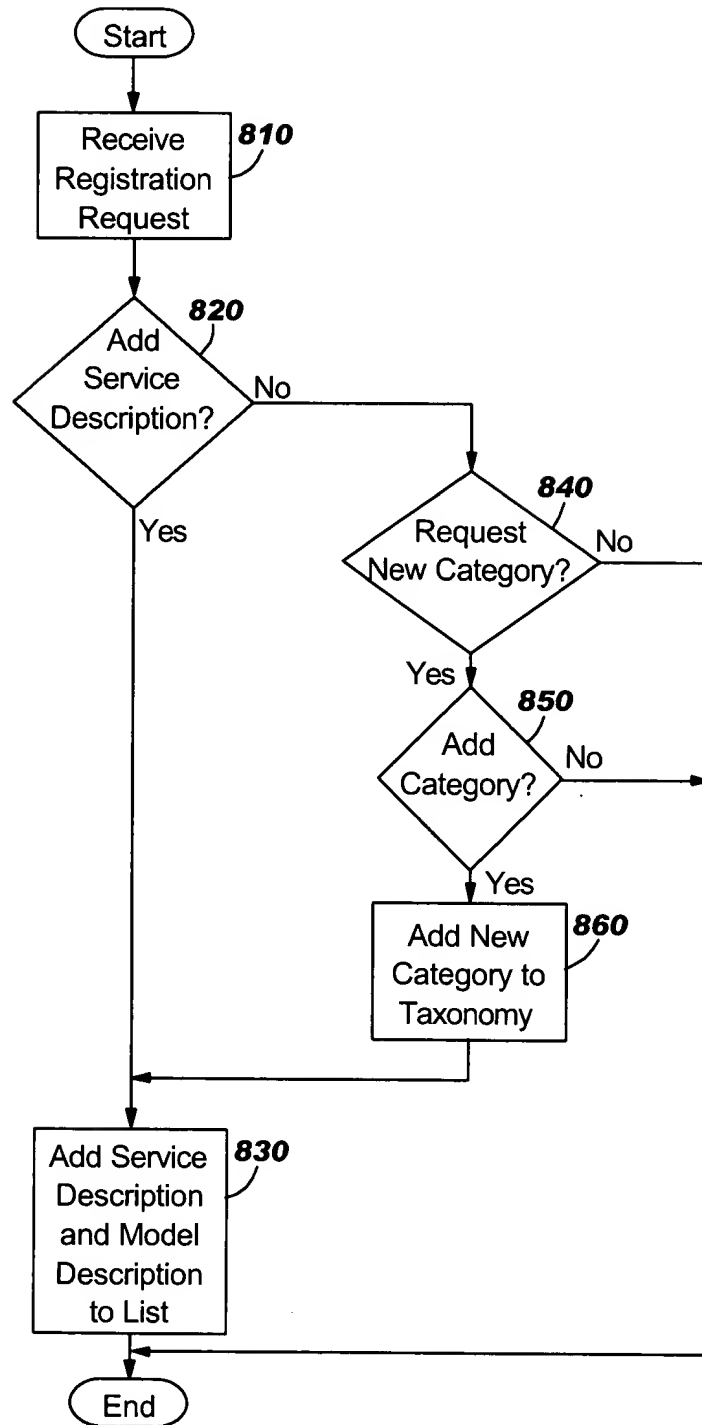 Start
810
Receive
Registration
Request
820
Add
Service
Description?
No
Yes
840
Request
New Category?
No
Yes
850
Add
Category?
No
Yes
860
Add New
Category to
Taxonomy
830
Add Service
Description
and Model
Description
to List
End